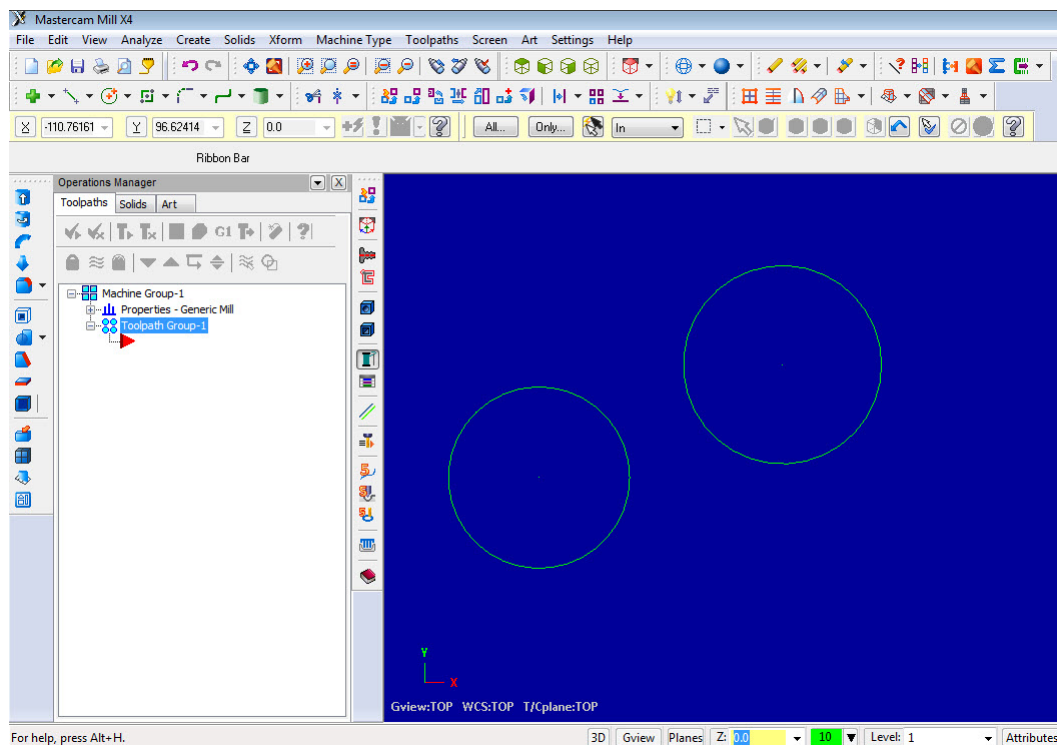 Mastercam Mill X4
File Edit View Analyze Create Solids Xform Machine Type Toolpaths Screen Art Settings Help
X -110.76161 Y 96.62414 Z 0.0 All... Only... In
Ribbon Bar
Operations Manager
Toolpaths Solids Art
G1
Machine Group-1
Properties - Generic Mill
Toolpath Group-1
Y
X
Gview:TOP WCS:TOP T/Cplane:TOP
For help, press Alt+H.
3D Gview Planes Z: 0.0 10 Level: 1 Attributes